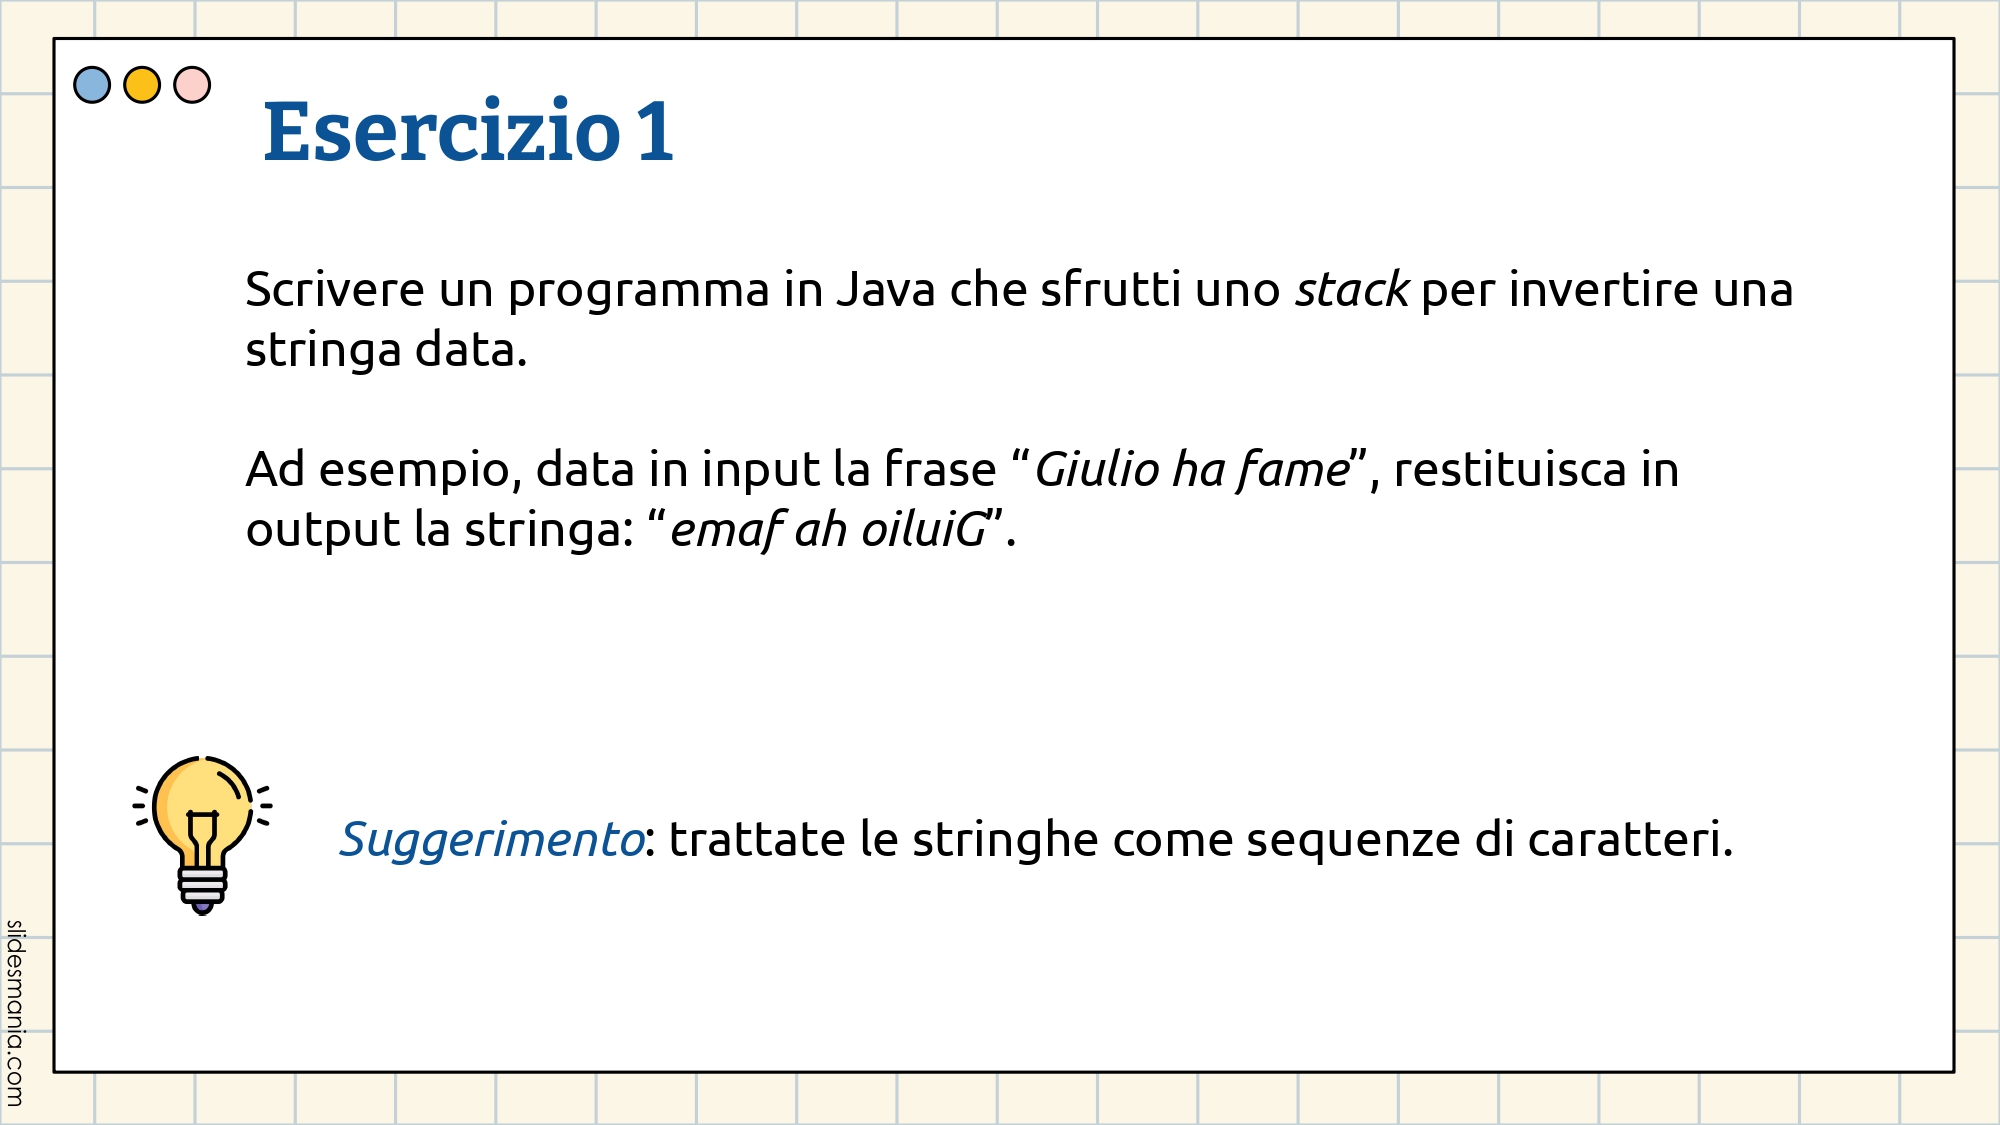 Esercizio 1
Scrivere un programma in Java che sfrutti uno stack per invertire una
stringa data.
Ad esempio, data in input la frase “Giulio ha fame”, restituisca in
output la stringa: “emaf ah oiluiG”.
Suggerimento: trattate le stringhe come sequenze di caratteri.
slidesmania.com